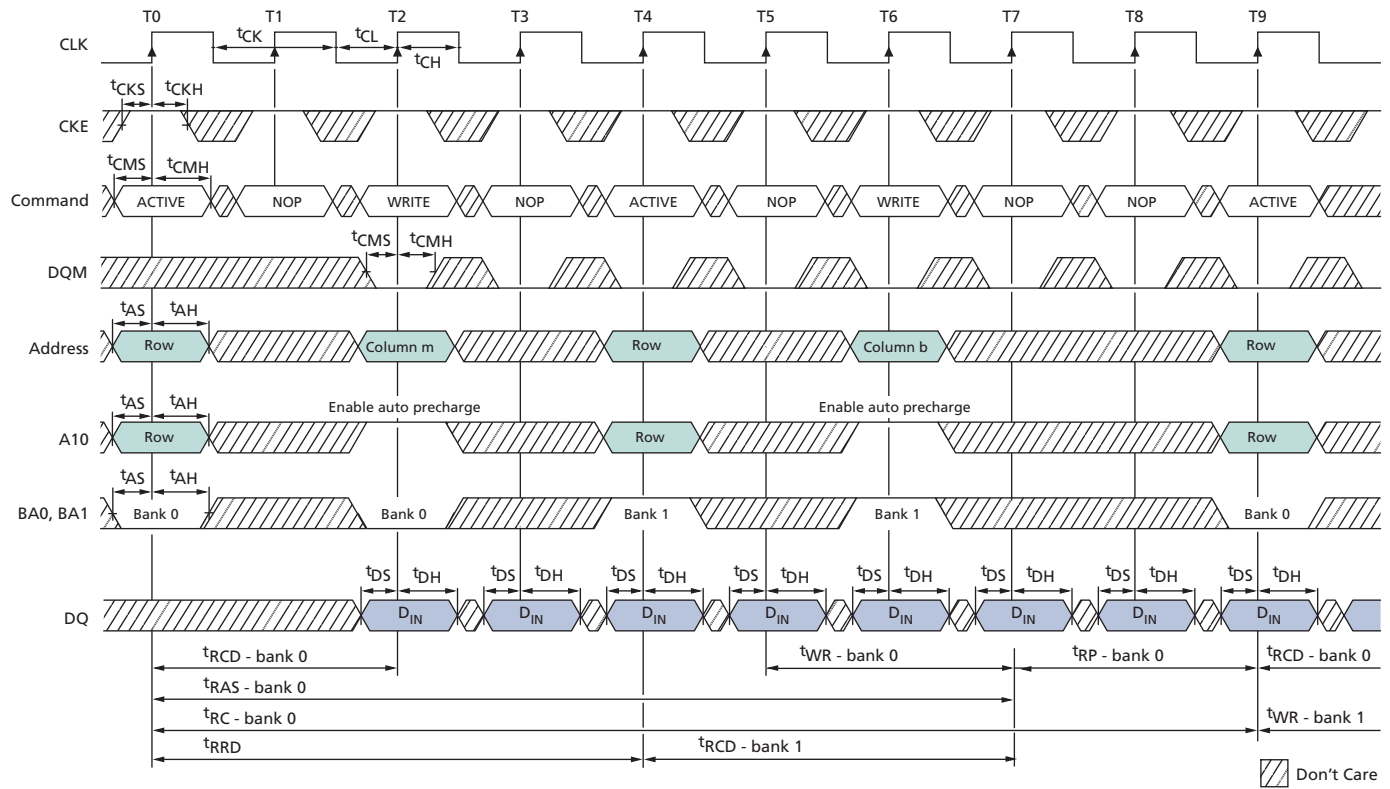 T0 T1 T2 T3 T4 T5 T6 T7 T8 T9
CLK tCK tCL tCH
tCKS tCKH
CKE
tCMS tCMH
Command ACTIVE NOP WRITE NOP ACTIVE NOP WRITE NOP NOP ACTIVE
tCMS tCMH
DQM
tAS tAH
Address Row Column m Row Column b Row
tAS tAH Enable auto precharge Enable auto precharge
A10 Row Row Row
tAS tAH
BA0, BA1 Bank 0 Bank 0 Bank 1 Bank 1 Bank 0
tDS tDH tDS tDH tDS tDH tDS tDH tDS tDH tDS tDH tDS tDH tDS tDH
DQ DIN DIN DIN DIN DIN DIN DIN DIN
tRCD - bank 0 tWR - bank 0 tRP - bank 0 tRCD - bank 0
tRAS - bank 0
tRC - bank 0 tWR - bank 1
tRRD tRCD - bank 1
Don't Care